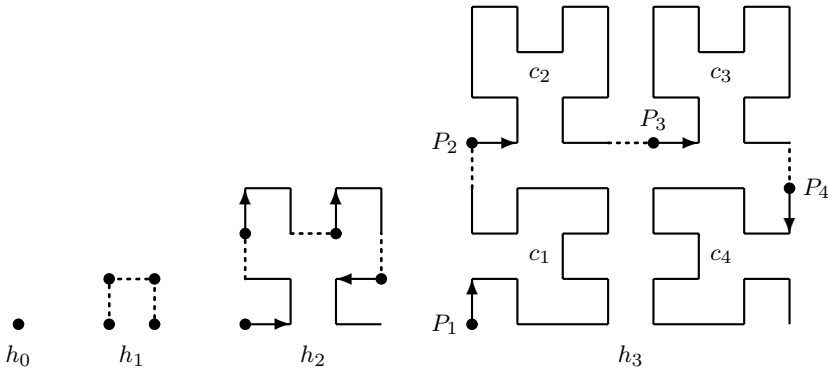 c₂ c₃
P₃
P₂
P₄
c₁ c₄
P₁
h₀ h₁ h₂ h₃